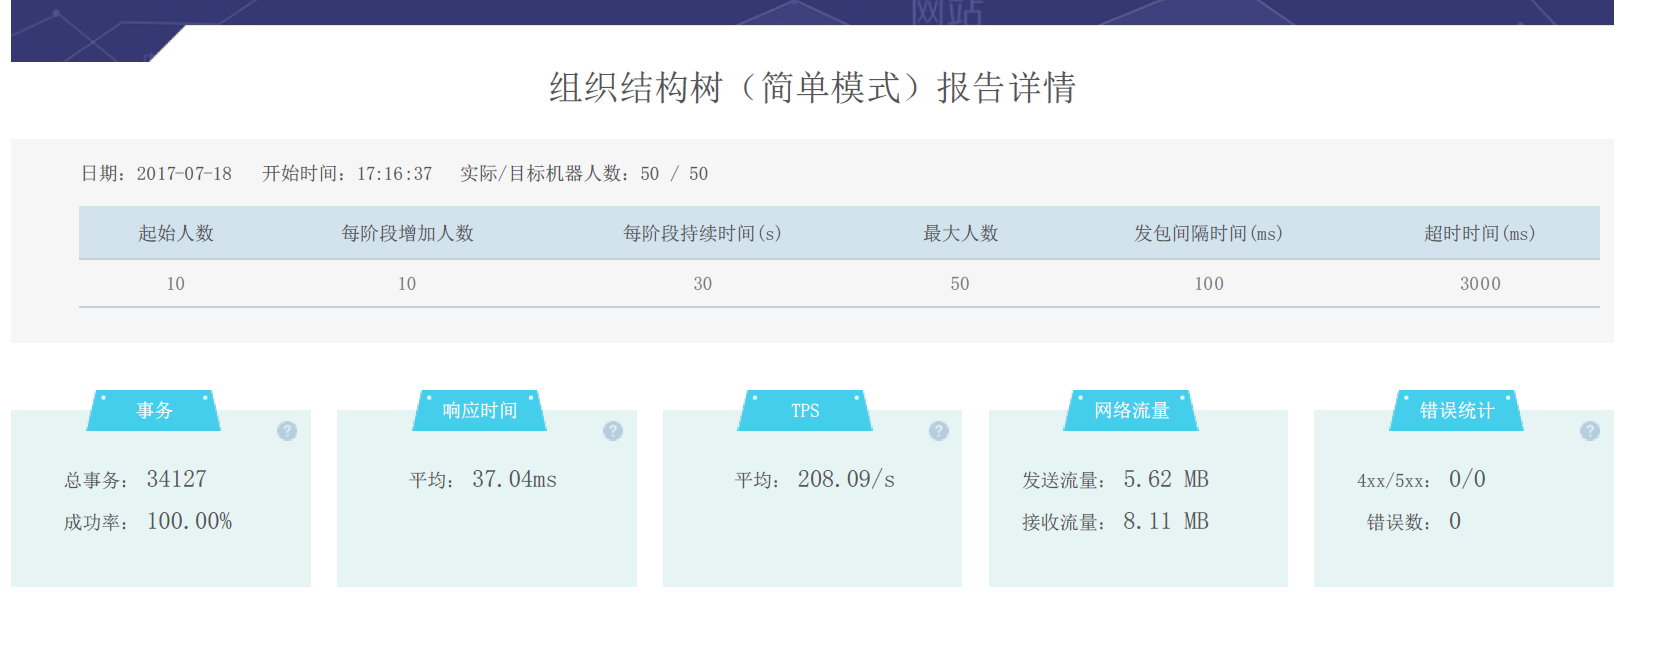 网站
组织结构树（简单模式）报告详情
日期：2017-07-18 开始时间：17:16:37 实际/目标机器人数：50 / 50
起始人数 每阶段增加人数 每阶段持续时间(s) 最大人数 发包间隔时间(ms) 超时时间(ms)
10 10 30 50 100 3000
事务 响应时间 TPS 网络流量 错误统计
? ? ? ?
总事务： 34127 平均： 37.04ms 平均： 208.09/s 发送流量： 5.62 MB 4xx/5xx： 0/0
成功率： 100.00% 接收流量： 8.11 MB 错误数： 0